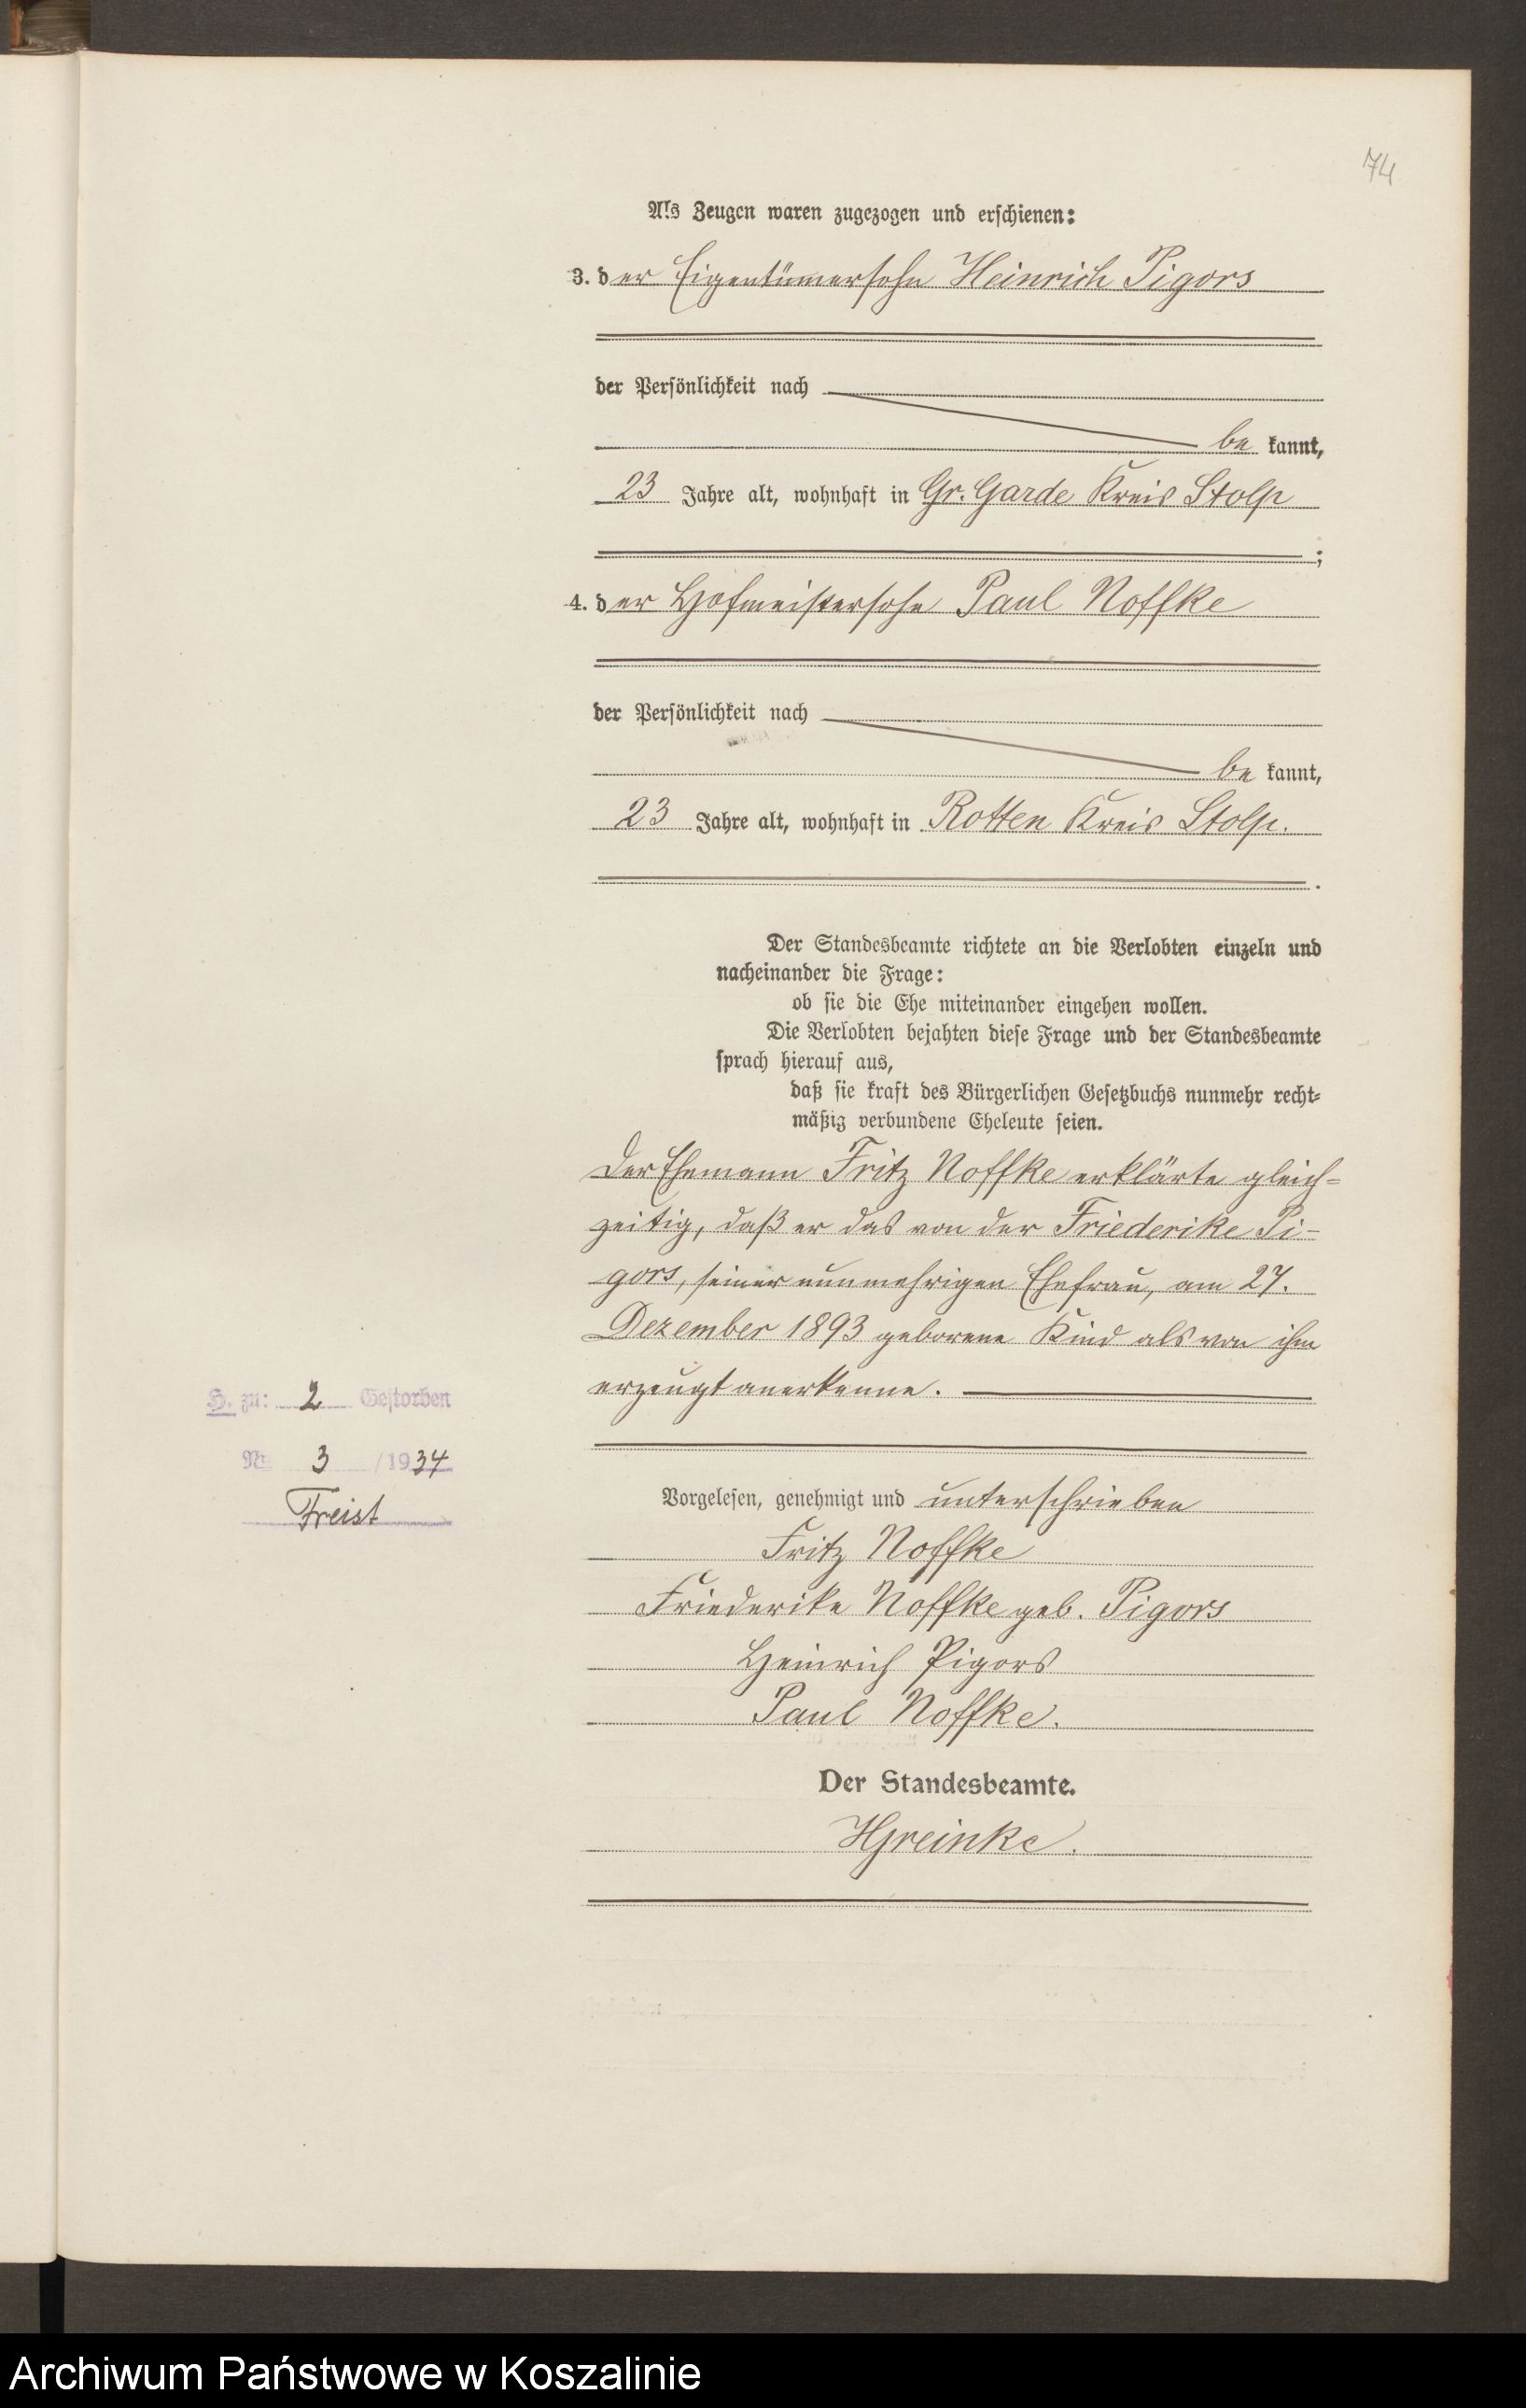 74
Als Zeugen waren zugezogen und erschienen:
3. der Eigentümersohn Heinrich Pigors
der Persönlichkeit nach
be kannt,
23 Jahre alt, wohnhaft in Gr. Garde Kreis Stolp
;
4. der Hofmeistersohn Paul Noffke
der Persönlichkeit nach
be kannt,
23 Jahre alt, wohnhaft in Rotten Kreis Stolp.
.
Der Standesbeamte richtete an die Verlobten einzeln und
nacheinander die Frage:
ob sie die Ehe miteinander eingehen wollen.
Die Verlobten bejahten diese Frage und der Standesbeamte
sprach hierauf aus,
daß sie kraft des Bürgerlichen Gesetzbuchs nunmehr recht-
mäßig verbundene Eheleute seien.
Der Ehemann Fritz Noffke erklärte gleich-
zeitig, daß er das von der Friederike Pi-
gors, seiner nunmehrigen Ehefrau, am 27.
Dezember 1893 geborene Kind als von ihm
erzeugt anerkenne.
H. zu: 2 Gestorben
Nr. 3 /1934
Freist
Vorgelesen, genehmigt und unterschrieben
Fritz Noffke
Friederike Noffke geb. Pigors
Heinrich Pigors
Paul Noffke.
Der Standesbeamte.
HGreinke.
Archiwum Państwowe w Koszalinie